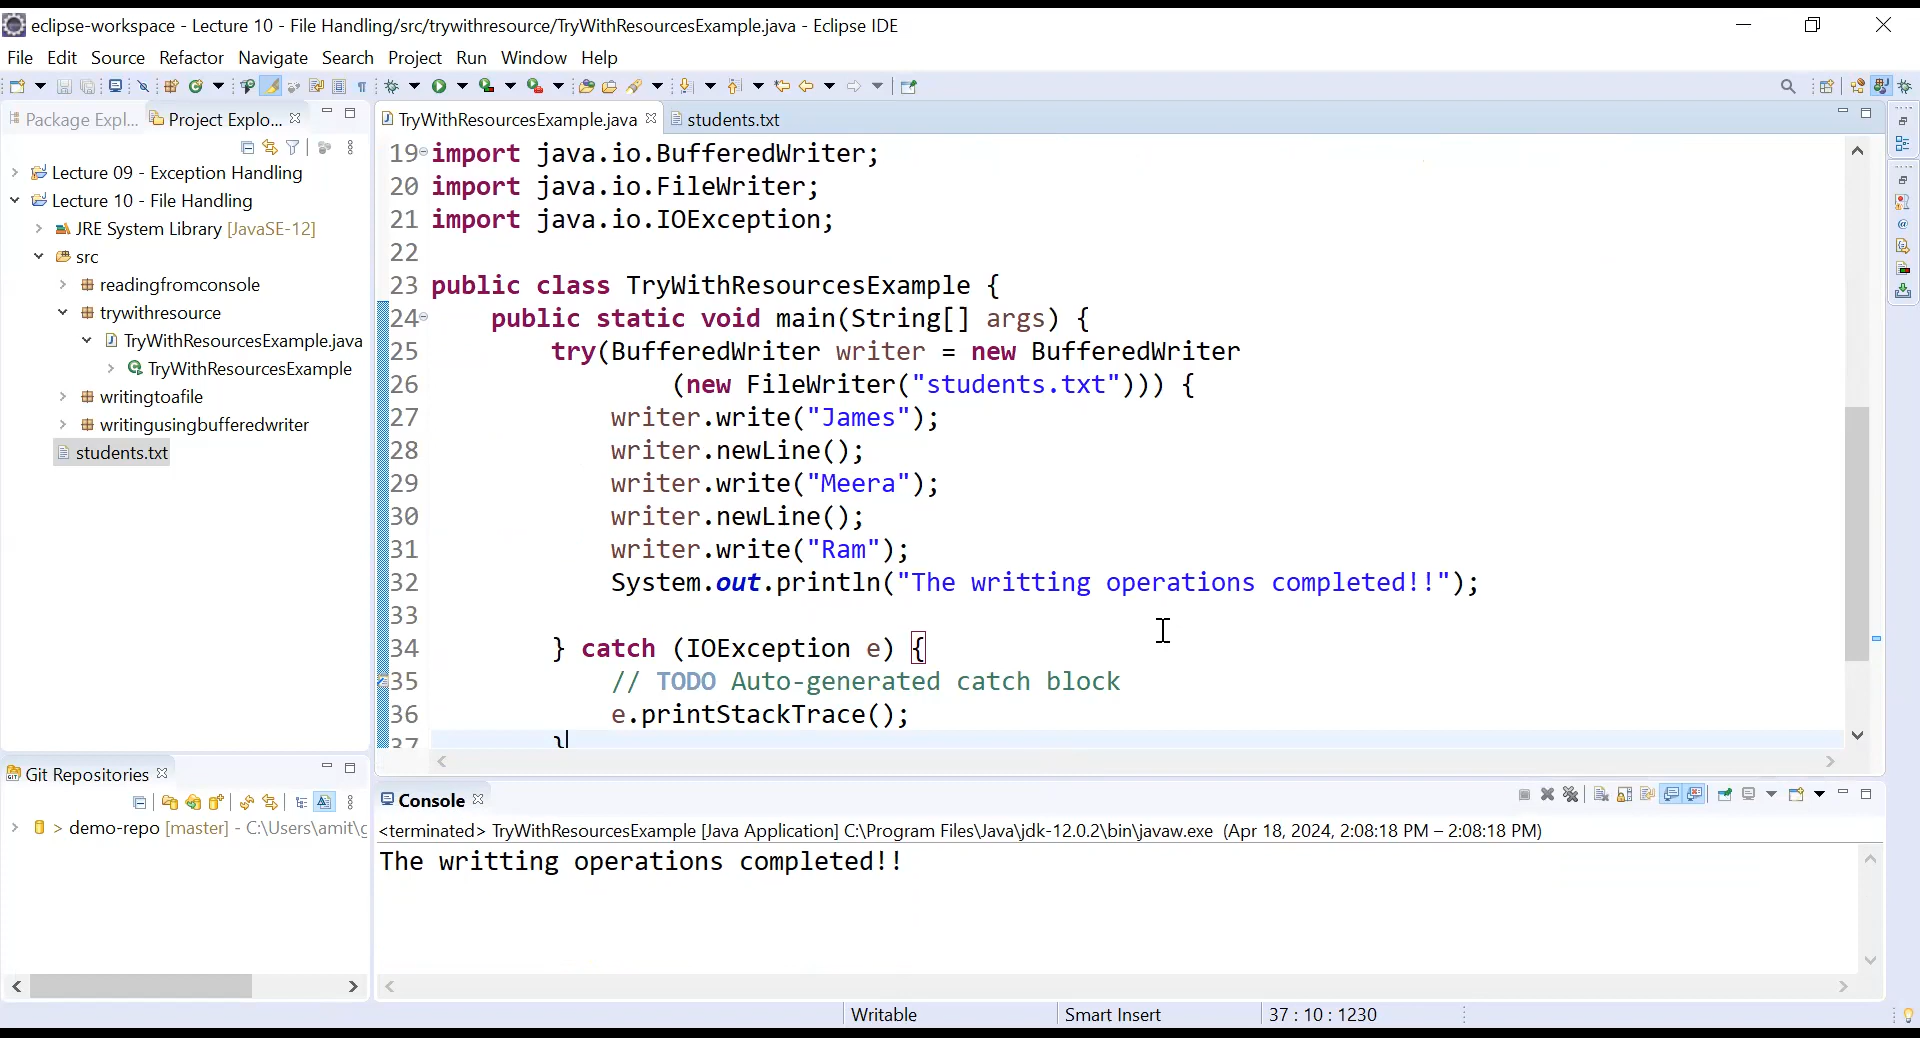 eclipse-workspace - Lecture 10 - File Handling/src/trywithresource/TryWithResourcesExample.java - Eclipse IDE
File Edit Source Refactor Navigate Search Project Run Window Help
Package Expl... Project Explo...
TryWithResourcesExample.java students.txt
Lecture 09 - Exception Handling
Lecture 10 - File Handling
JRE System Library [JavaSE-12]
src
readingfromconsole
trywithresource
TryWithResourcesExample.java
TryWithResourcesExample
writingtoafile
writingusingbufferedwriter
students.txt
19 import java.io.BufferedWriter;
20 import java.io.FileWriter;
21 import java.io.IOException;
22
23 public class TryWithResourcesExample {
24 public static void main(String[] args) {
25 try(BufferedWriter writer = new BufferedWriter
26 (new FileWriter("students.txt"))) {
27 writer.write("James");
28 writer.newLine();
29 writer.write("Meera");
30 writer.newLine();
31 writer.write("Ram");
32 System.out.println("The writting operations completed!!");
33
34 } catch (IOException e) {
35 // TODO Auto-generated catch block
36 e.printStackTrace();
37 }
Git Repositories
> demo-repo [master] - C:\Users\amit\g
Console
<terminated> TryWithResourcesExample [Java Application] C:\Program Files\Java\jdk-12.0.2\bin\javaw.exe (Apr 18, 2024, 2:08:18 PM – 2:08:18 PM)
The writting operations completed!!
Writable Smart Insert 37 : 10 : 1230